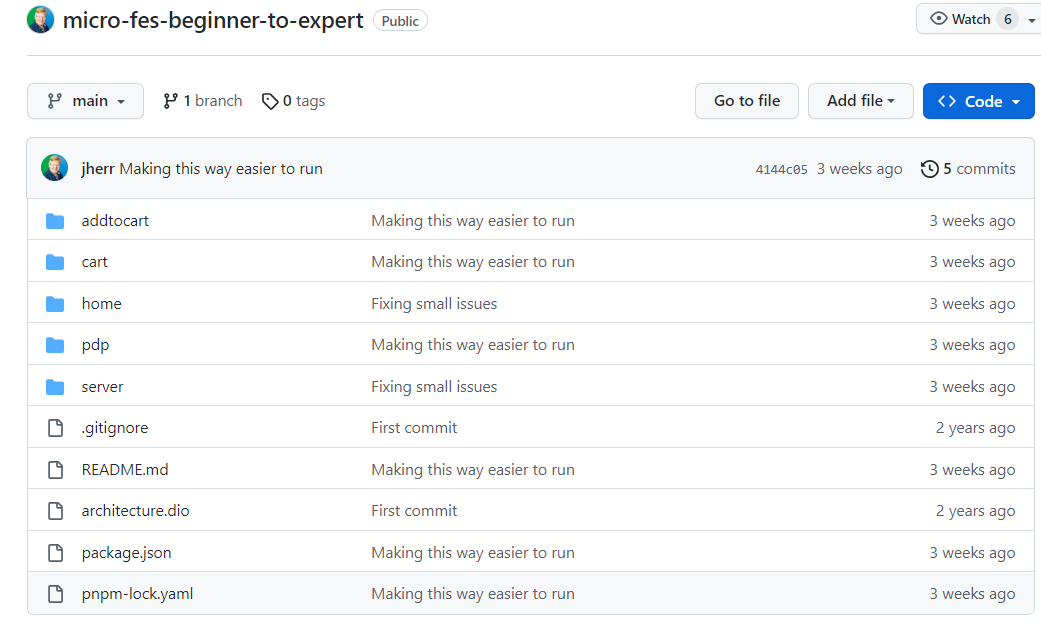 micro-fes-beginner-to-expert Public Watch 6
main 1 branch 0 tags Go to file Add file Code
jherr Making this way easier to run 4144c05 3 weeks ago 5 commits
addtocart Making this way easier to run 3 weeks ago
cart Making this way easier to run 3 weeks ago
home Fixing small issues 3 weeks ago
pdp Making this way easier to run 3 weeks ago
server Fixing small issues 3 weeks ago
.gitignore First commit 2 years ago
README.md Making this way easier to run 3 weeks ago
architecture.dio First commit 2 years ago
package.json Making this way easier to run 3 weeks ago
pnpm-lock.yaml Making this way easier to run 3 weeks ago